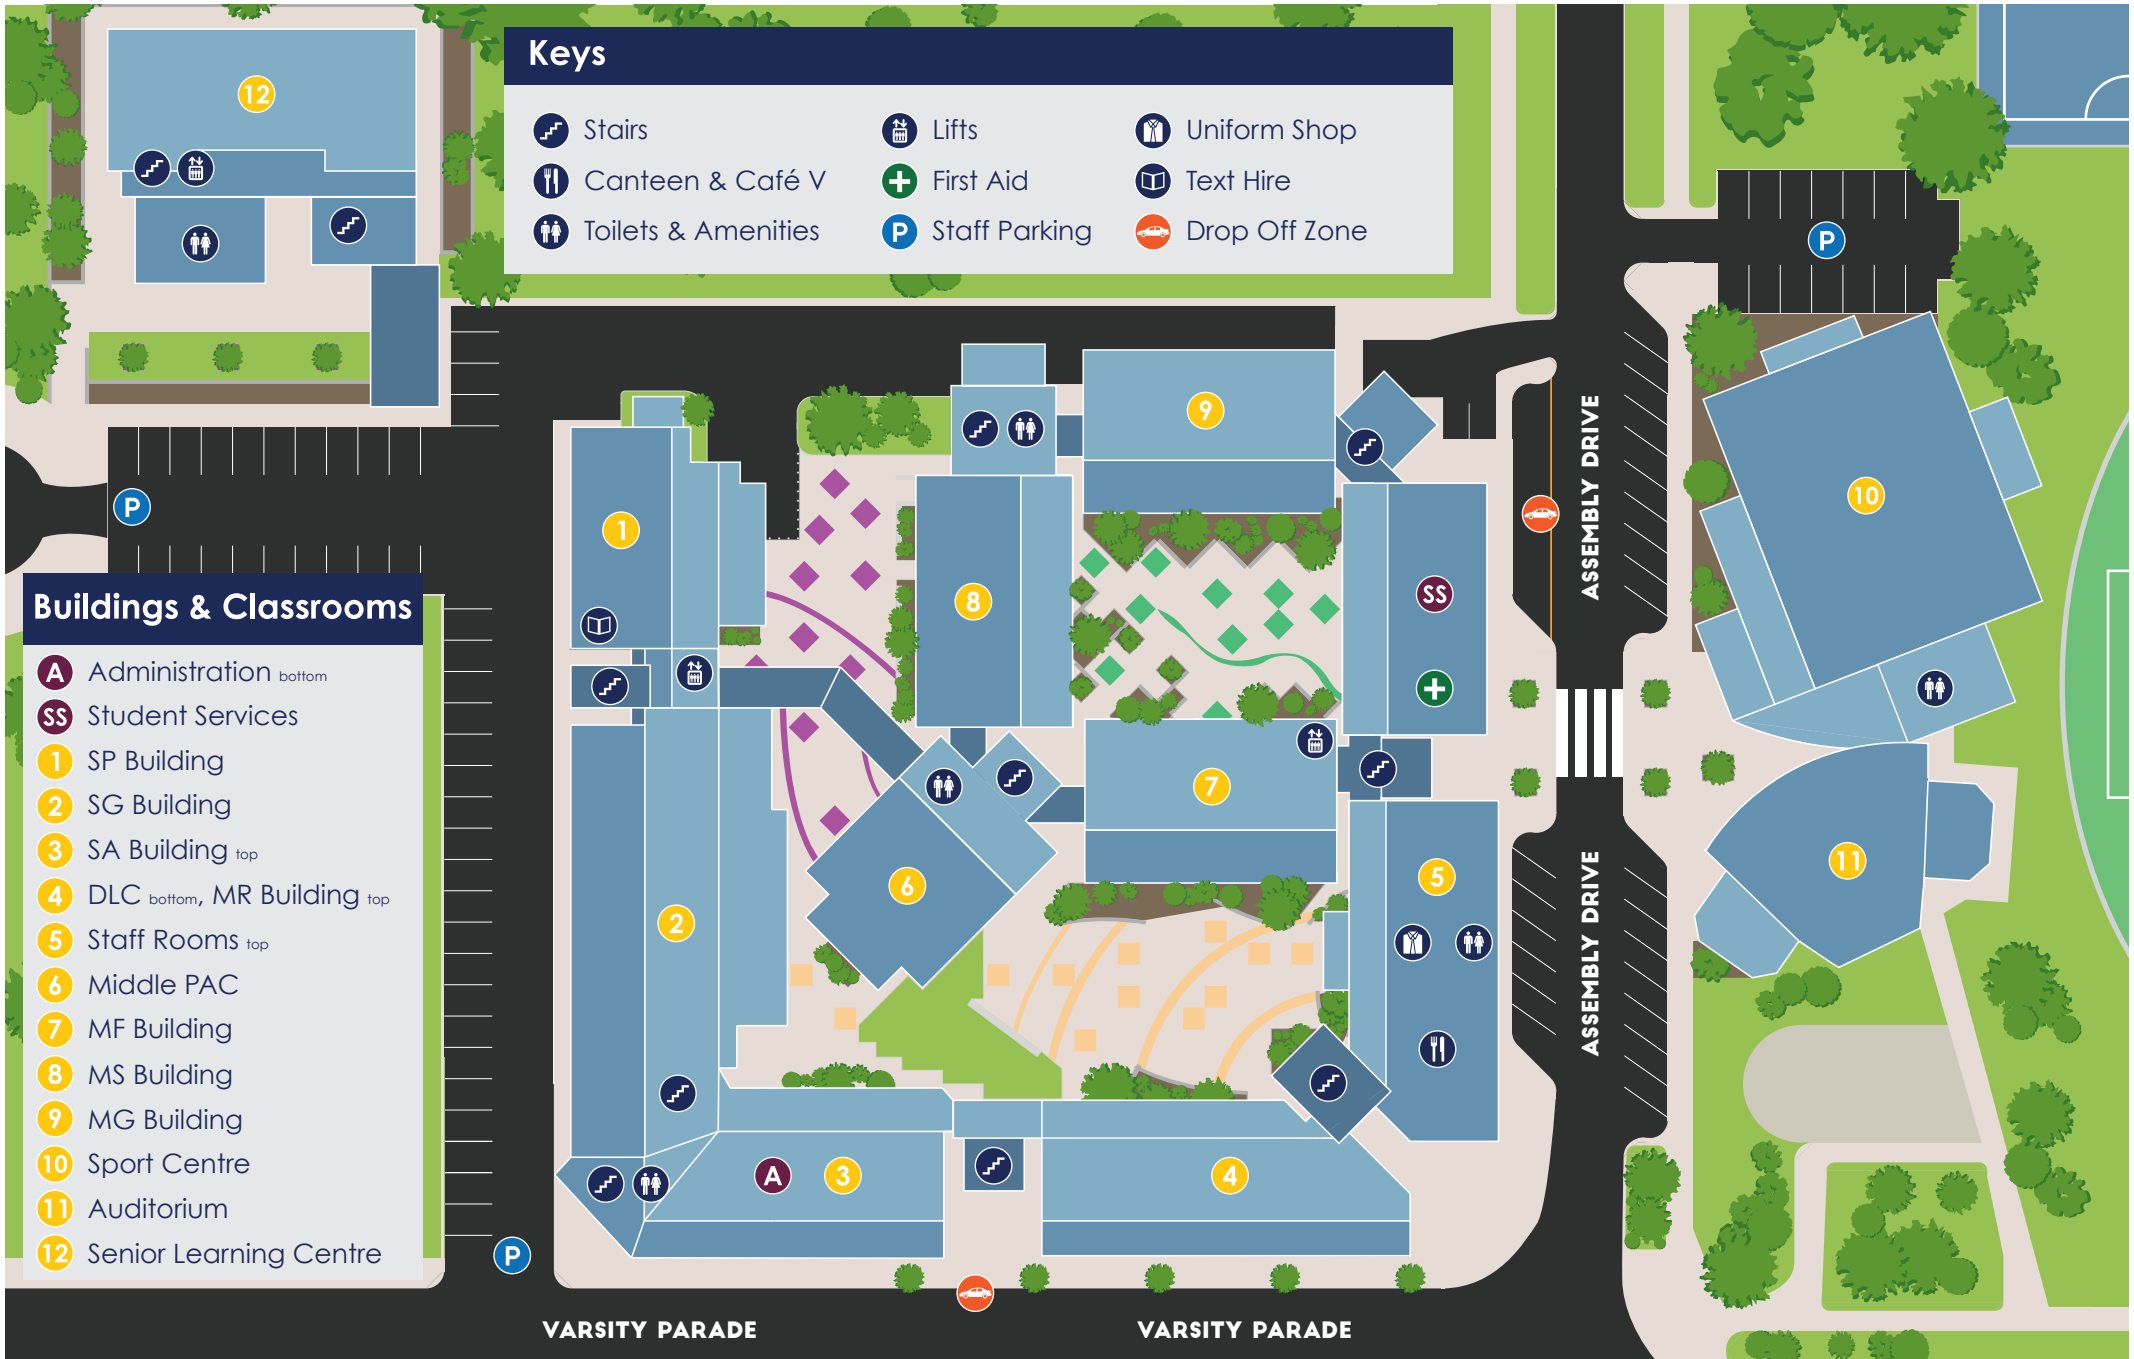 Keys
Stairs
Canteen & Café V
Toilets & Amenities
Lifts
First Aid
P Staff Parking
Uniform Shop
Text Hire
Drop Off Zone
Buildings & Classrooms
A Administration bottom
SS Student Services
1 SP Building
2 SG Building
3 SA Building top
4 DLC bottom, MR Building top
5 Staff Rooms top
6 Middle PAC
7 MF Building
8 MS Building
9 MG Building
10 Sport Centre
11 Auditorium
12 Senior Learning Centre
12
P
P
9
ASSEMBLY DRIVE
10
1
8
SS
7
5
11
6
2
ASSEMBLY DRIVE
A
3
4
P
VARSITY PARADE
VARSITY PARADE